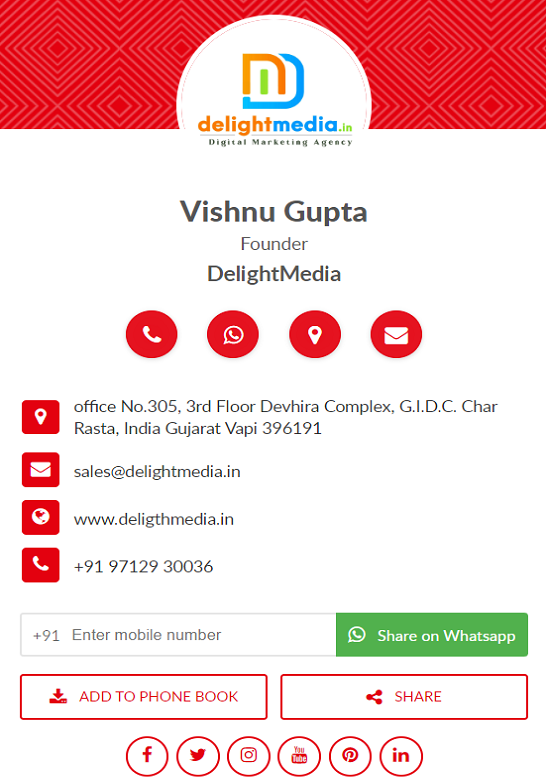 delightmedia.in
Digital Marketing Agency
Vishnu Gupta
Founder
DelightMedia
office No.305, 3rd Floor Devhira Complex, G.I.D.C. Char
Rasta, India Gujarat Vapi 396191
sales@delightmedia.in
www.deligthmedia.in
+91 97129 30036
+91 Enter mobile number Share on Whatsapp
ADD TO PHONE BOOK SHARE
You Tube